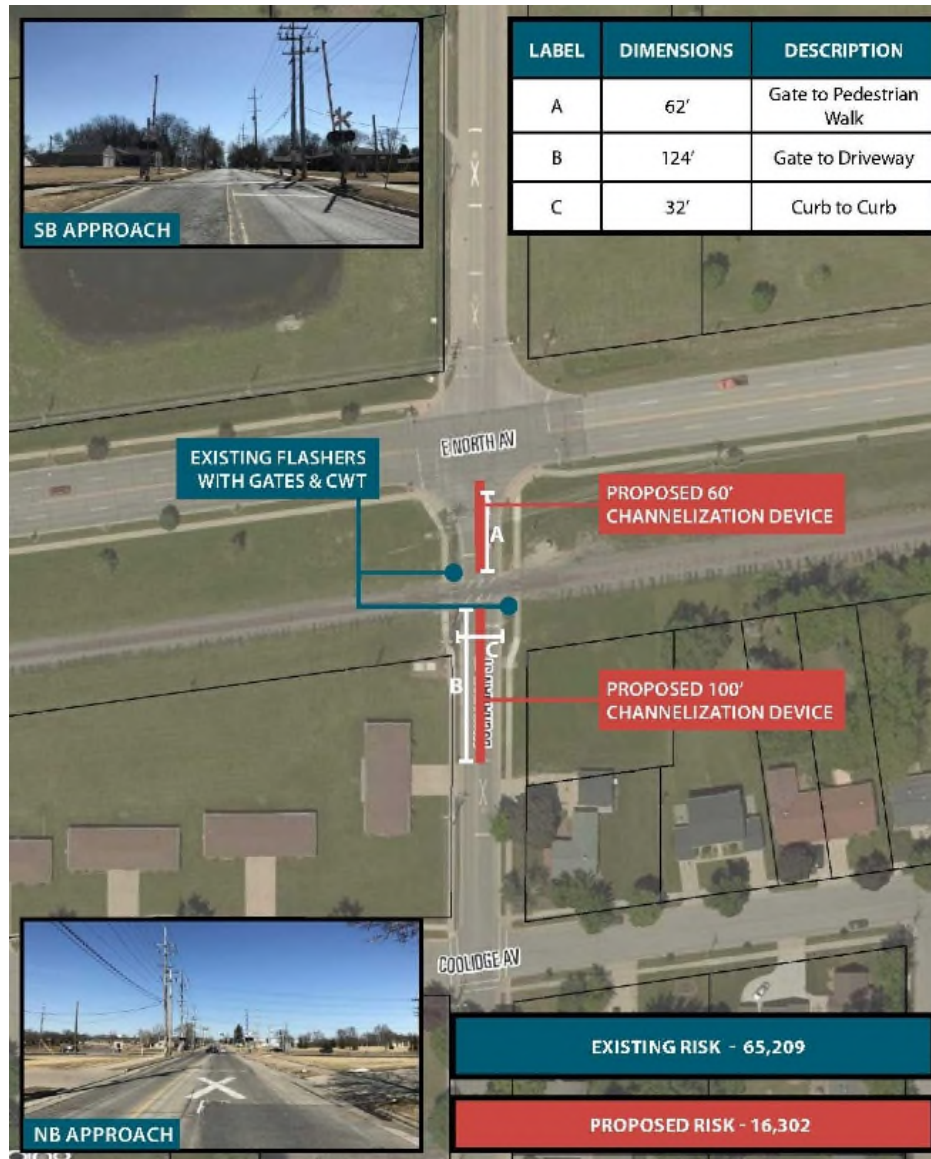 LABEL DIMENSIONS DESCRIPTION
A 62' Gate to Pedestrian
Walk
B 124' Gate to Driveway
C 32' Curb to Curb
SB APPROACH
E NORTH AV
EXISTING FLASHERS
WITH GATES & CWT
PROPOSED 60'
CHANNELIZATION DEVICE
A
C
B
PROPOSED 100'
CHANNELIZATION DEVICE
COOLIDGE AV
EXISTING RISK - 65,209
PROPOSED RISK - 16,302
NB APPROACH